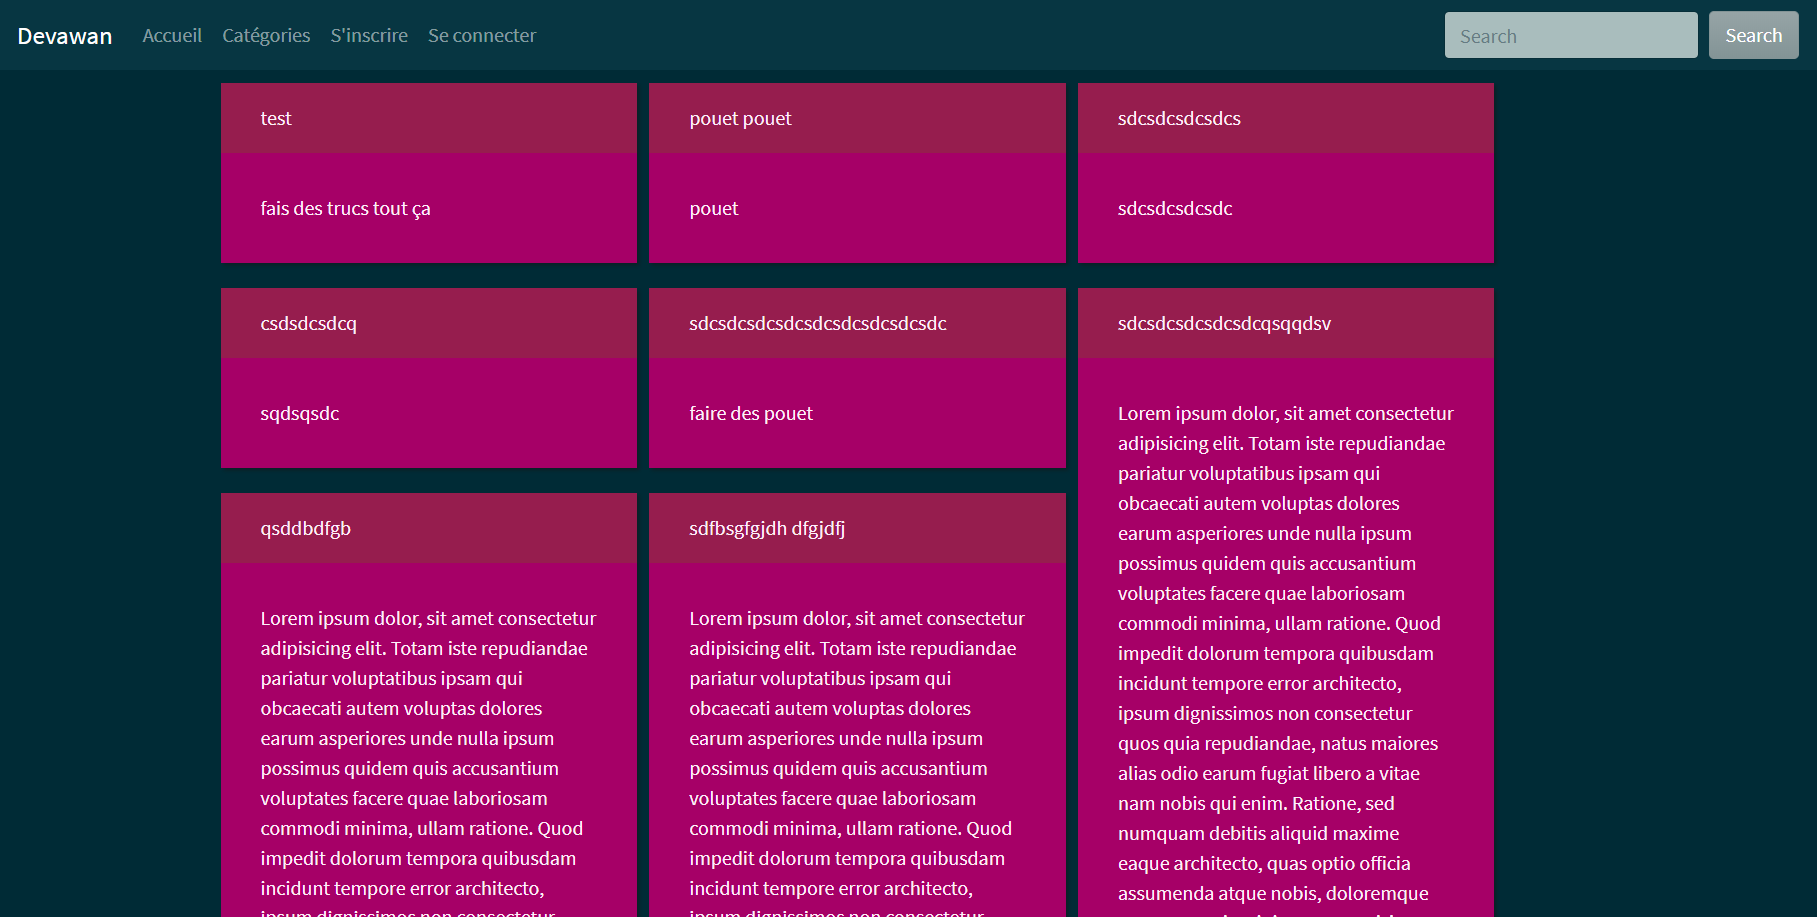 Devawan Accueil Catégories S'inscrire Se connecter Search Search
test
fais des trucs tout ça
pouet pouet
pouet
sdcsdcsdcsdcs
sdcsdcsdcsdc
csdsdcsdcq
sqdsqsdc
sdcsdcsdcsdcsdcsdcsdcsdcsdc
faire des pouet
sdcsdcsdcsdcsdcqsqqdsv
Lorem ipsum dolor, sit amet consectetur
adipisicing elit. Totam iste repudiandae
pariatur voluptatibus ipsam qui
obcaecati autem voluptas dolores
earum asperiores unde nulla ipsum
possimus quidem quis accusantium
voluptates facere quae laboriosam
commodi minima, ullam ratione. Quod
impedit dolorum tempora quibusdam
incidunt tempore error architecto,
ipsum dignissimos non consectetur
quos quia repudiandae, natus maiores
alias odio earum fugiat libero a vitae
nam nobis qui enim. Ratione, sed
numquam debitis aliquid maxime
eaque architecto, quas optio officia
assumenda atque nobis, doloremque
qsddbdfgb
Lorem ipsum dolor, sit amet consectetur
adipisicing elit. Totam iste repudiandae
pariatur voluptatibus ipsam qui
obcaecati autem voluptas dolores
earum asperiores unde nulla ipsum
possimus quidem quis accusantium
voluptates facere quae laboriosam
commodi minima, ullam ratione. Quod
impedit dolorum tempora quibusdam
incidunt tempore error architecto,
ipsum dignissimos non consectetur
sdfbsgfgjdh dfgjdfj
Lorem ipsum dolor, sit amet consectetur
adipisicing elit. Totam iste repudiandae
pariatur voluptatibus ipsam qui
obcaecati autem voluptas dolores
earum asperiores unde nulla ipsum
possimus quidem quis accusantium
voluptates facere quae laboriosam
commodi minima, ullam ratione. Quod
impedit dolorum tempora quibusdam
incidunt tempore error architecto,
ipsum dignissimos non consectetur